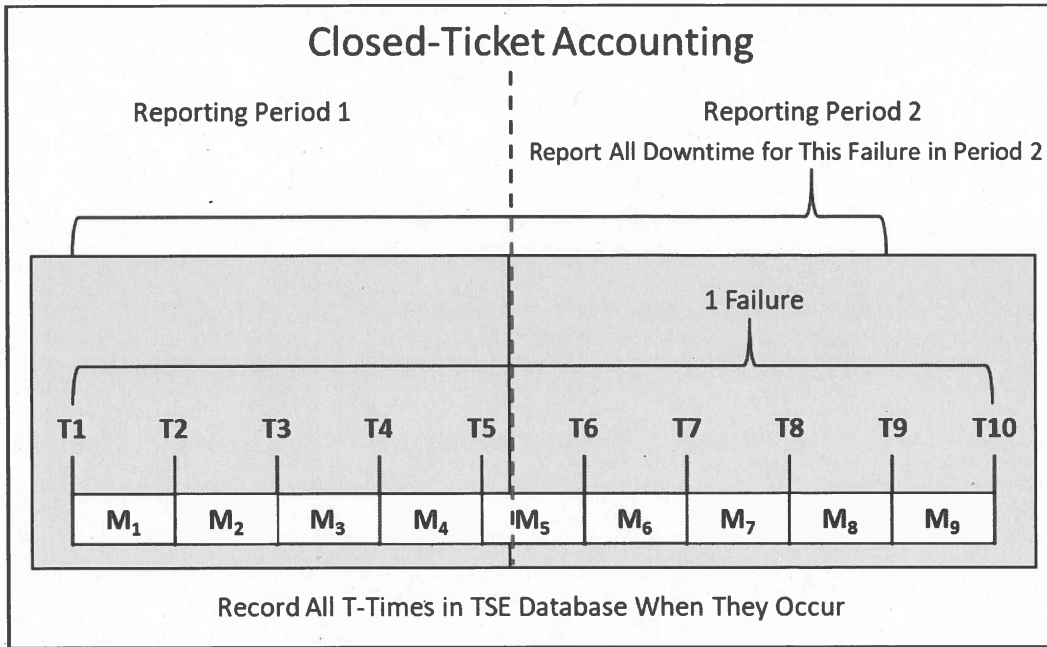 Closed-Ticket Accounting
Reporting Period 1
Reporting Period 2
Report All Downtime for This Failure in Period 2
1 Failure
T1 T2 T3 T4 T5 T6 T7 T8 T9 T10
M₁ M₂ M₃ M₄ M₅ M₆ M₇ M₈ M₉
Record All T-Times in TSE Database When They Occur